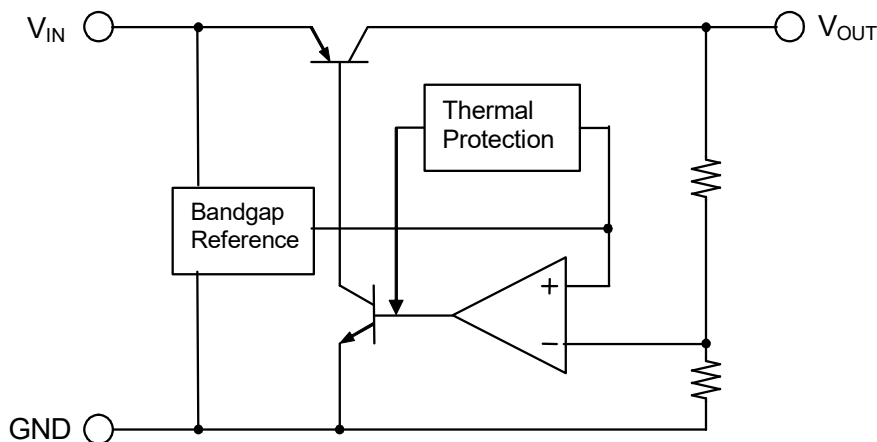 VIN
VOUT
Thermal
Protection
Bandgap
Reference
+
−
GND